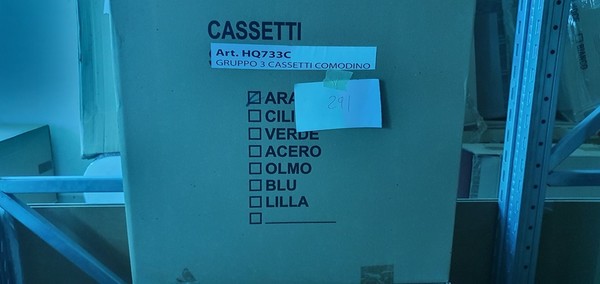 CASSETTI
Art. HQ733C
GRUPPO 3 CASSETTI COMODINO
291
ARA
CILI
VERDE
ACERO
OLMO
BLU
LILLA